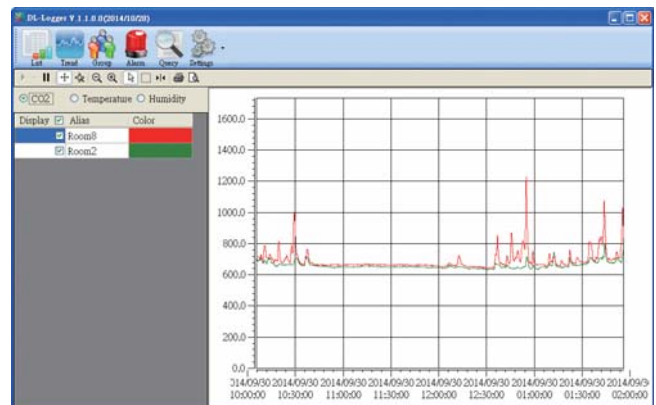 DL-Logger V 1.1.0.0(2014/10/20)
List Trend Group Alarm Query Settings
CO2 Temperature Humidity
Display Alias Color
Room8
Room2
1600.0
1400.0
1200.0
1000.0
800.0
600.0
400.0
200.0
0.0
014/09/30 2014/09/30 2014/09/30 2014/09/30 2014/09/30 2014/09/30 2014/09/30 2014/09/30 2014/09/3
10:00:00 10:30:00 11:00:00 11:30:00 12:00:00 12:30:00 01:00:00 01:30:00 02:00:00